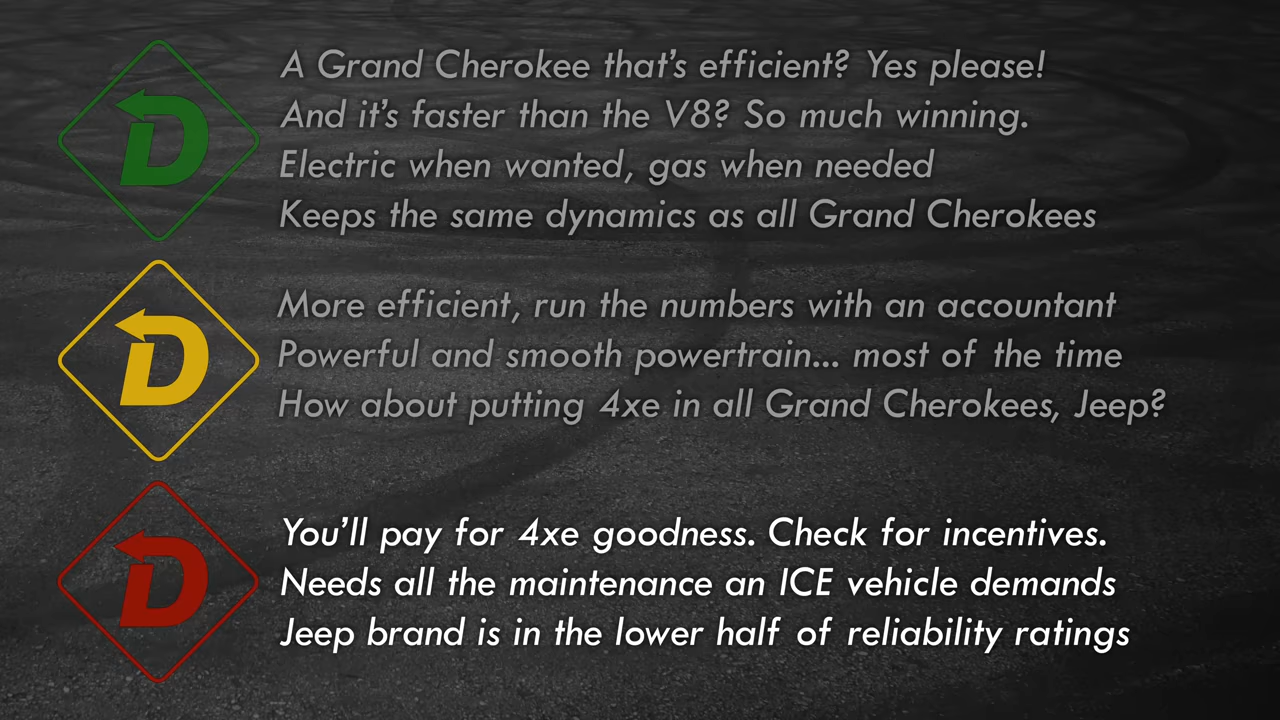 D
A Grand Cherokee that's efficient? Yes please!
And it's faster than the V8? So much winning.
Electric when wanted, gas when needed
Keeps the same dynamics as all Grand Cherokees
D
More efficient, run the numbers with an accountant
Powerful and smooth powertrain... most of the time
How about putting 4xe in all Grand Cherokees, Jeep?
D
You'll pay for 4xe goodness. Check for incentives.
Needs all the maintenance an ICE vehicle demands
Jeep brand is in the lower half of reliability ratings